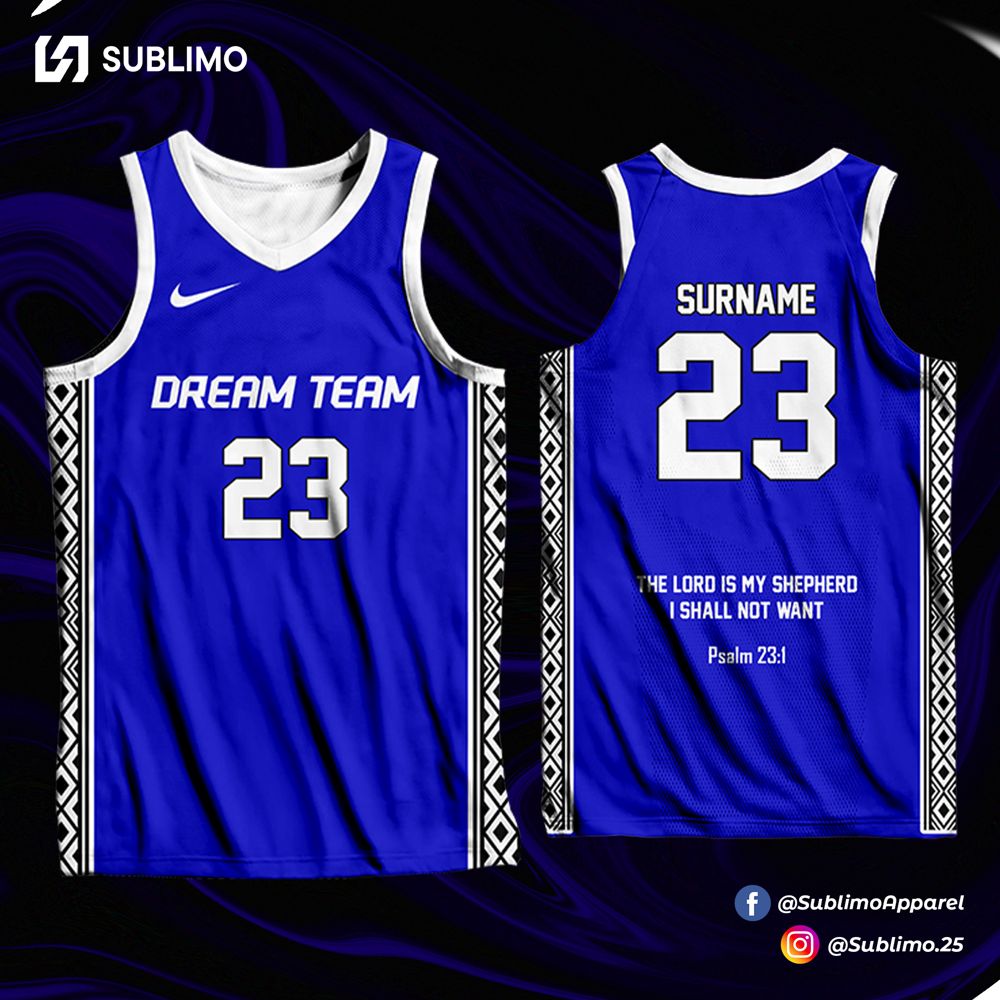 SUBLIMO
DREAM TEAM
23
SURNAME
23
THE LORD IS MY SHEPHERD
I SHALL NOT WANT
Psalm 23:1
@SublimoApparel
@Sublimo.25